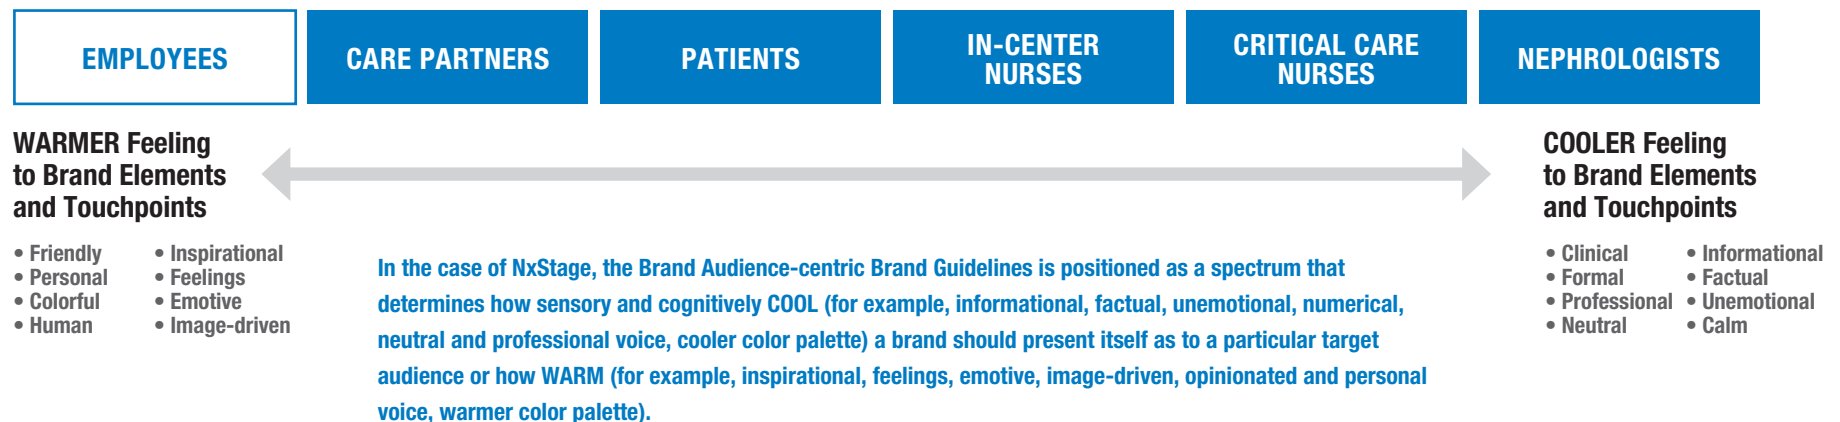 EMPLOYEES
CARE PARTNERS
PATIENTS
IN-CENTER
NURSES
CRITICAL CARE
NURSES
NEPHROLOGISTS
WARMER Feeling
to Brand Elements
and Touchpoints
• Friendly
• Personal
• Colorful
• Human
• Inspirational
• Feelings
• Emotive
• Image-driven
In the case of NxStage, the Brand Audience-centric Brand Guidelines is positioned as a spectrum that
determines how sensory and cognitively COOL (for example, informational, factual, unemotional, numerical,
neutral and professional voice, cooler color palette) a brand should present itself as to a particular target
audience or how WARM (for example, inspirational, feelings, emotive, image-driven, opinionated and personal
voice, warmer color palette).
COOLER Feeling
to Brand Elements
and Touchpoints
• Clinical
• Formal
• Professional
• Neutral
• Informational
• Factual
• Unemotional
• Calm